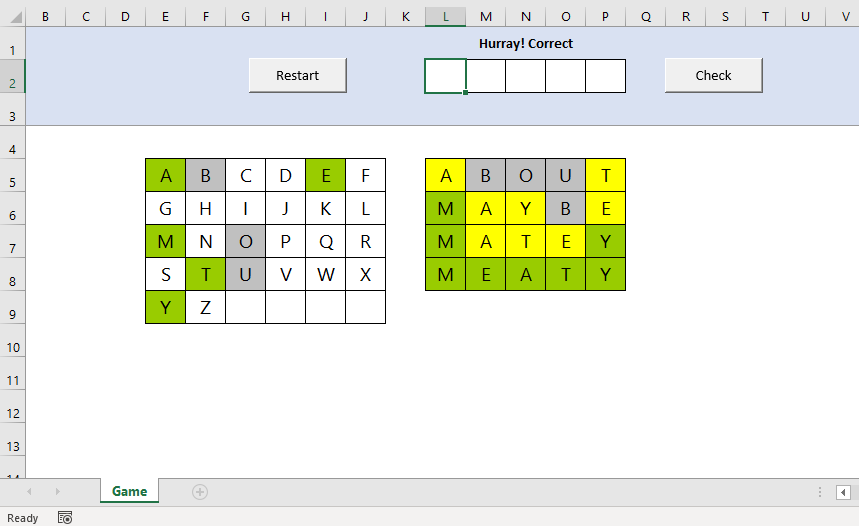 B C D E F G H I J K L M N O P Q R S T U V
1 Hurray! Correct
2 Restart Check
3
4
5 A B C D E F A B O U T
6 G H I J K L M A Y B E
7 M N O P Q R M A T E Y
8 S T U V W X M E A T Y
9 Y Z
10
11
12
13
14
Game
Ready